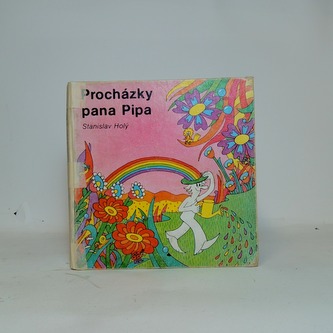 Procházky
pana Pipa
Stanislav Holý